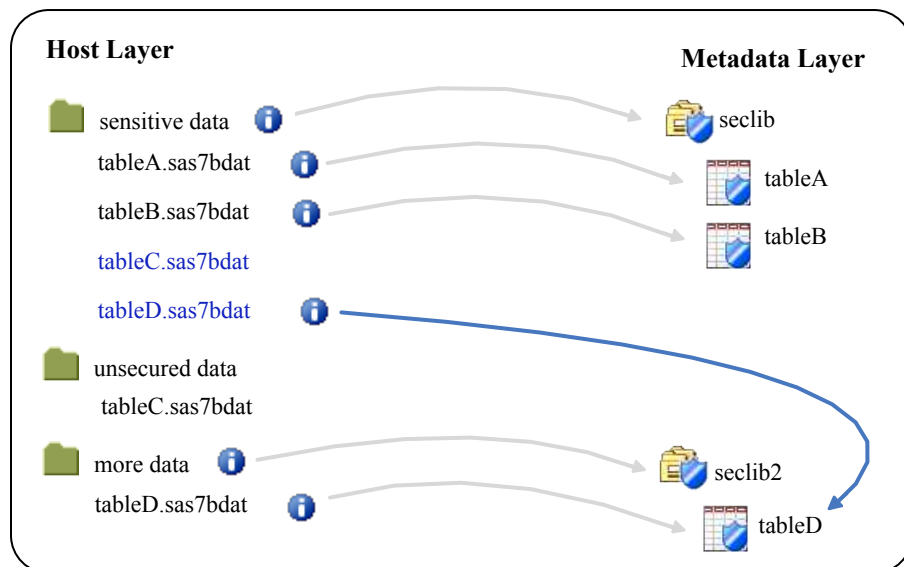 Host Layer
Metadata Layer
sensitive data
seclib
tableA.sas7bdat
tableA
tableB.sas7bdat
tableB
tableC.sas7bdat
tableD.sas7bdat
unsecured data
tableC.sas7bdat
more data
seclib2
tableD.sas7bdat
tableD